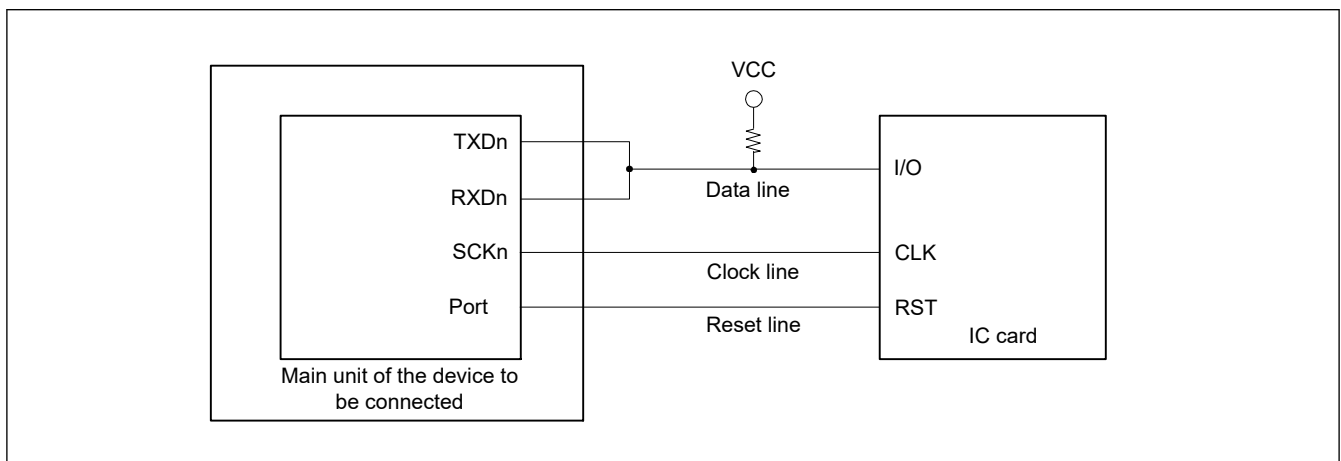 VCC
TXDn
RXDn
SCKn
Port
Main unit of the device to
be connected
Data line
Clock line
Reset line
I/O
CLK
RST
IC card